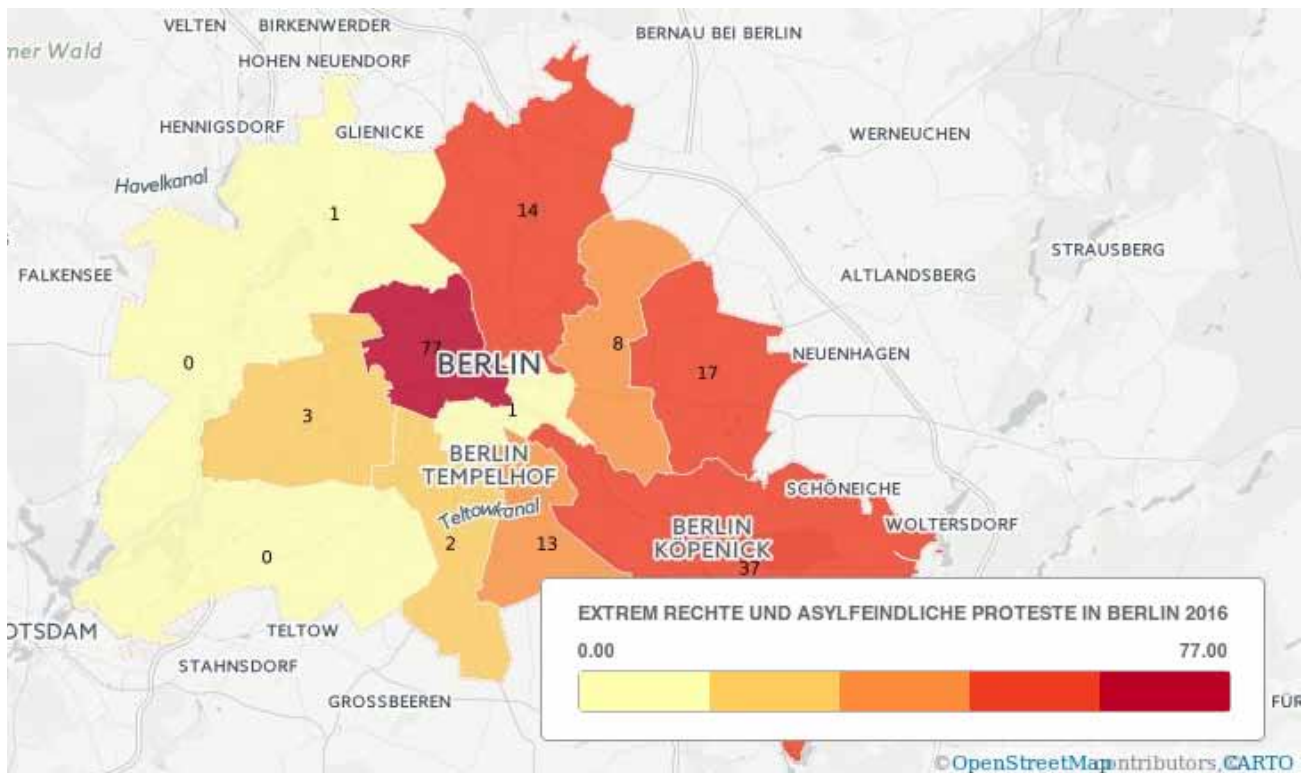 VELTEN
BIRKENWERDER
BERNAU BEI BERLIN
mer Wald
HOHEN NEUENDORF
HENNIGSDORF
GLIENICKE
WERNEUCHEN
Havelkanal
1
14
STRAUSBERG
FALKENSEE
ALTLANDSBERG
77
8
NEUENHAGEN
0
BERLIN
17
3
1
BERLIN
TEMPELHOF
SCHÖNEICHE
Teltowkanal
BERLIN
KÖPENICK
WOLTERSDORF
0
2
13
37
EXTREM RECHTE UND ASYLFEINDLICHE PROTESTE IN BERLIN 2016
0.00
77.00
OTSDAM
TELTOW
STAHNSDORF
GROSSBEEREN
FÜR
© OpenStreetMap contributors, CARTO